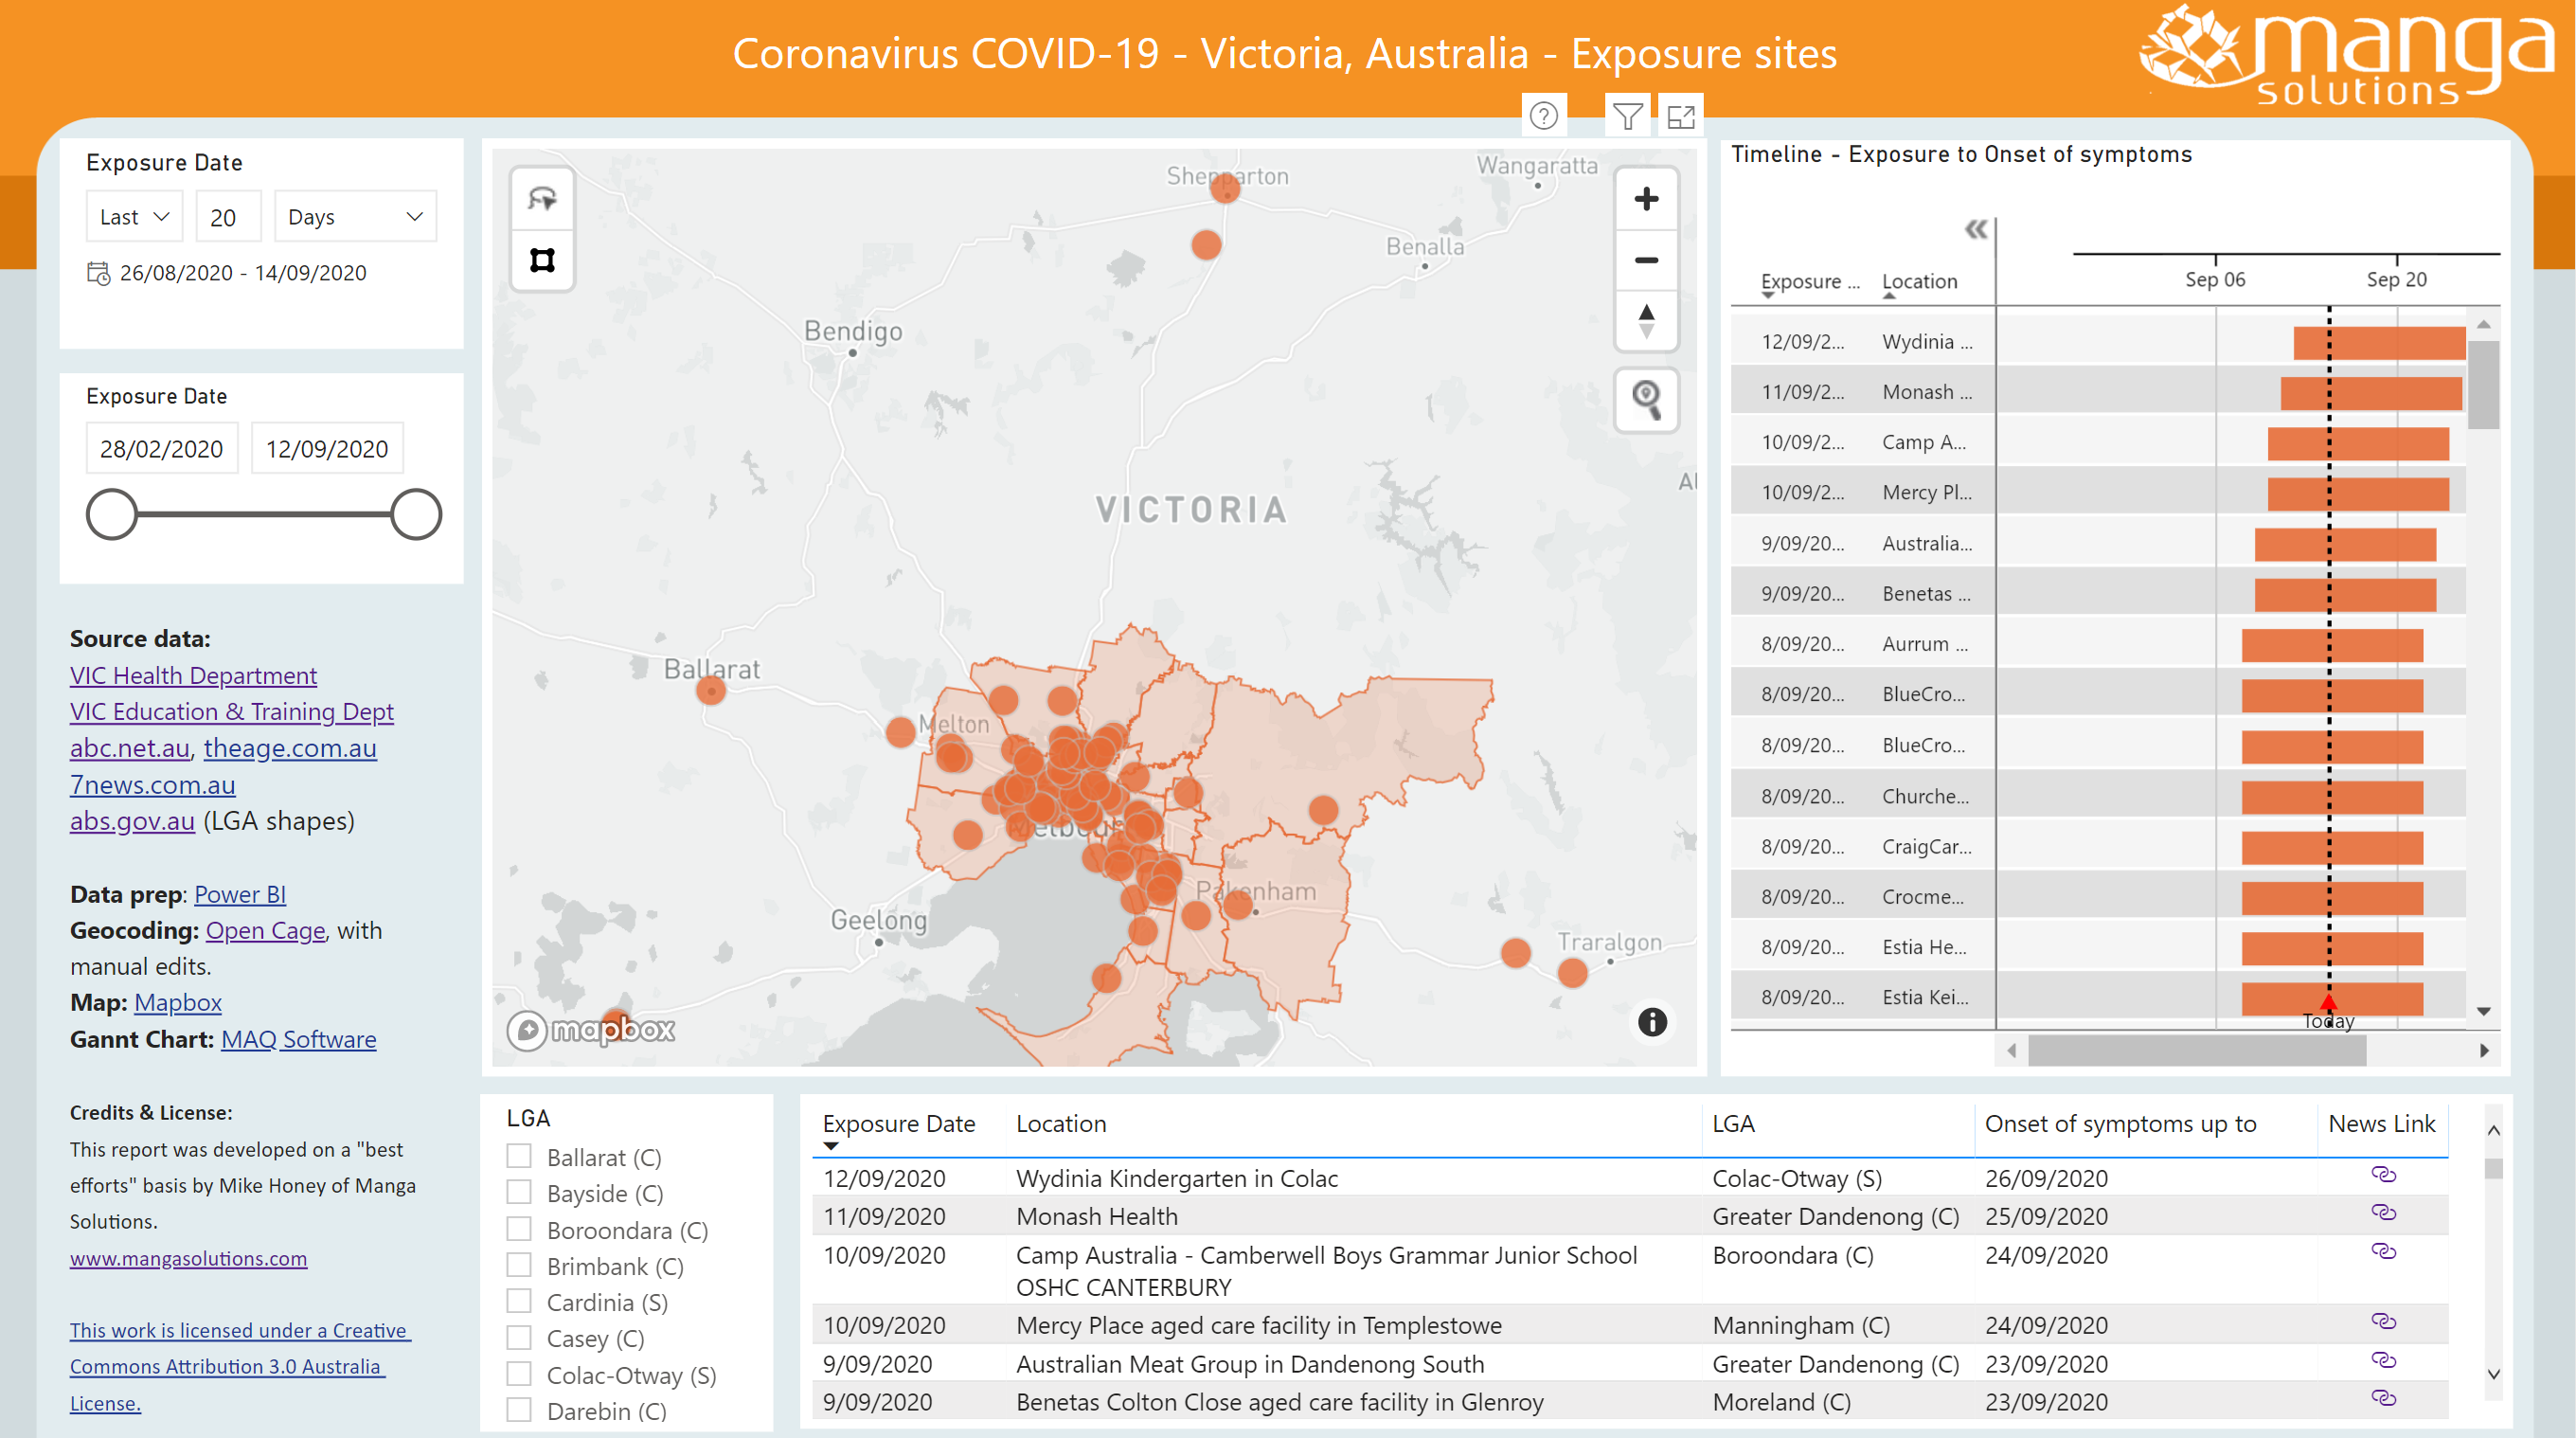 Coronavirus COVID-19 - Victoria, Australia - Exposure sites
manga
solutions
Exposure Date
Last
20
Days
26/08/2020 - 14/09/2020
Exposure Date
28/02/2020
12/09/2020
Source data:
VIC Health Department
VIC Education & Training Dept
abc.net.au, theage.com.au
7news.com.au
abs.gov.au (LGA shapes)
Data prep: Power BI
Geocoding: Open Cage, with
manual edits.
Map: Mapbox
Gannt Chart: MAQ Software
Credits & License:
This report was developed on a "best
efforts" basis by Mike Honey of Manga
Solutions.
www.mangasolutions.com
This work is licensed under a Creative
Commons Attribution 3.0 Australia
License.
Shepparton
Wangaratta
Benalla
Bendigo
VICTORIA
Ballarat
Melton
Pakenham
Geelong
Traralgon
mapbox
Timeline - Exposure to Onset of symptoms
Sep 06
Sep 20
Exposure ...
Location
12/09/2... Wydinia ...
11/09/2... Monash ...
10/09/2... Camp A...
10/09/2... Mercy Pl...
9/09/20... Australia...
9/09/20... Benetas ...
8/09/20... Aurrum ...
8/09/20... BlueCro...
8/09/20... BlueCro...
8/09/20... Churche...
8/09/20... CraigCar...
8/09/20... Crocme...
8/09/20... Estia He...
8/09/20... Estia Kei...
Today
LGA
Ballarat (C)
Bayside (C)
Boroondara (C)
Brimbank (C)
Cardinia (S)
Casey (C)
Colac-Otway (S)
Darebin (C)
Exposure Date Location LGA Onset of symptoms up to News Link
12/09/2020 Wydinia Kindergarten in Colac Colac-Otway (S) 26/09/2020
11/09/2020 Monash Health Greater Dandenong (C) 25/09/2020
10/09/2020 Camp Australia - Camberwell Boys Grammar Junior School Boroondara (C) 24/09/2020
OSHC CANTERBURY
10/09/2020 Mercy Place aged care facility in Templestowe Manningham (C) 24/09/2020
9/09/2020 Australian Meat Group in Dandenong South Greater Dandenong (C) 23/09/2020
9/09/2020 Benetas Colton Close aged care facility in Glenroy Moreland (C) 23/09/2020